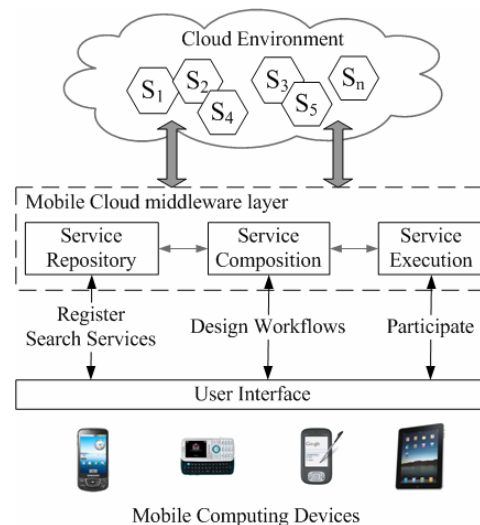 Cloud Environment
S1
S2
S4
S3
S5
Sn
Mobile Cloud middleware layer
Service
Repository
Service
Composition
Service
Execution
Register
Search Services
Design Workflows
Participate
User Interface
Mobile Computing Devices